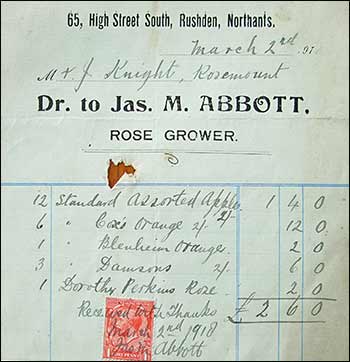 65, High Street South, Rushden, Northants.
March 2nd 191
Mr J Knight, Rosemount
Dr. to Jas. M. ABBOTT,
ROSE GROWER.
12 Standard Assorted Apples 2/- 1 4 0
6 " Cox's Orange 2/- 12 0
1 " Blenheim Orange 2 0
3 " Damsons 2/- 6 0
1 Dorothy Perkins Rose 2 0
Received with Thanks £ 2 6 0
March 2nd 1918
Jas M Abbott